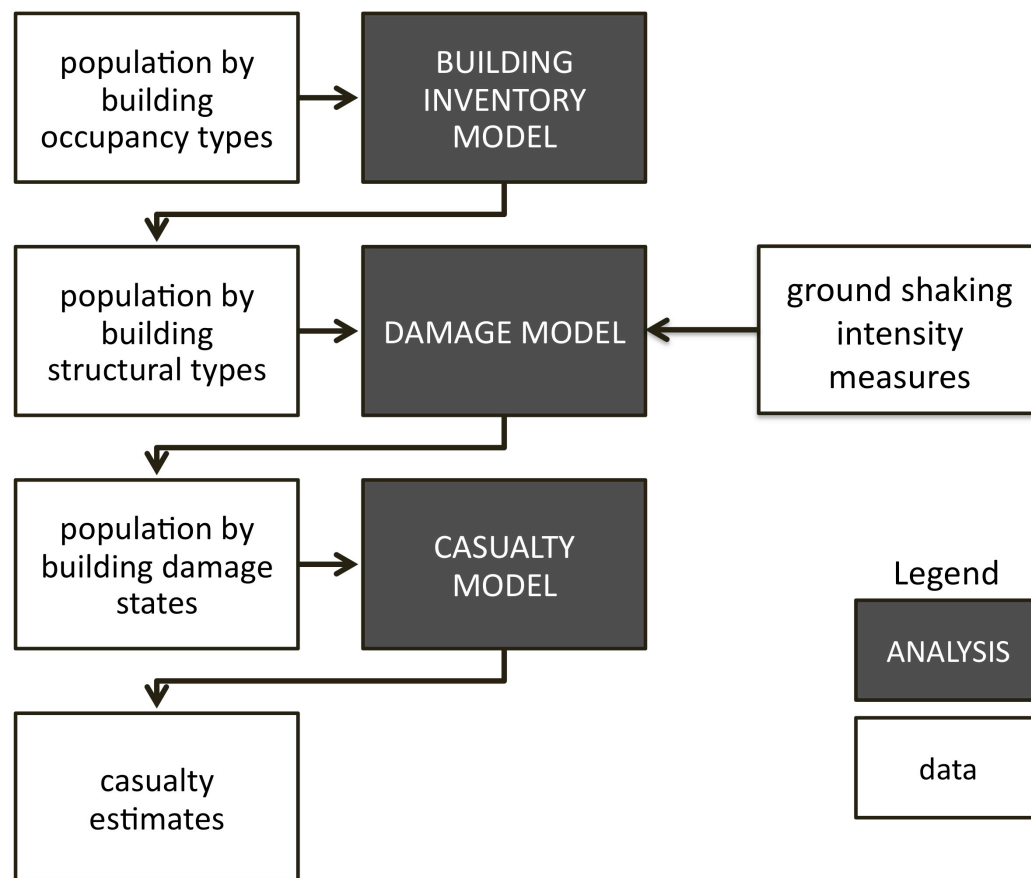 population by
building
occupancy types
BUILDING
INVENTORY
MODEL
population by
building
structural types
DAMAGE MODEL
ground shaking
intensity
measures
population by
building damage
states
CASUALTY
MODEL
Legend
ANALYSIS
data
casualty
estimates